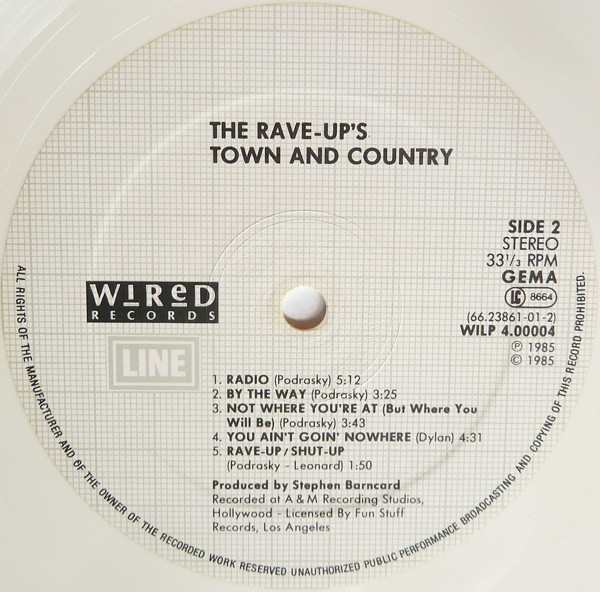 THE RAVE-UP'S
TOWN AND COUNTRY
SIDE 2
STEREO
33 1/3 RPM
GEMA
LC 8664
(66.23861-01-2)
WILP 4.00004
Ⓟ 1985
© 1985
WIRED
RECORDS
LINE
1. RADIO (Podrasky) 5:12
2. BY THE WAY (Podrasky) 3:25
3. NOT WHERE YOU'RE AT (But Where You
Will Be) (Podrasky) 3:43
4. YOU AIN'T GOIN' NOWHERE (Dylan) 4:31
5. RAVE-UP / SHUT-UP
(Podrasky - Leonard) 1:50
Produced by Stephen Barncard
Recorded at A & M Recording Studios,
Hollywood - Licensed By Fun Stuff
Records, Los Angeles
ALL RIGHTS OF THE MANUFACTURER AND OF THE OWNER OF THE RECORDED WORK RESERVED UNAUTHORIZED PUBLIC PERFORMANCE BROADCASTING AND COPYING OF THIS RECORD PROHIBITED.